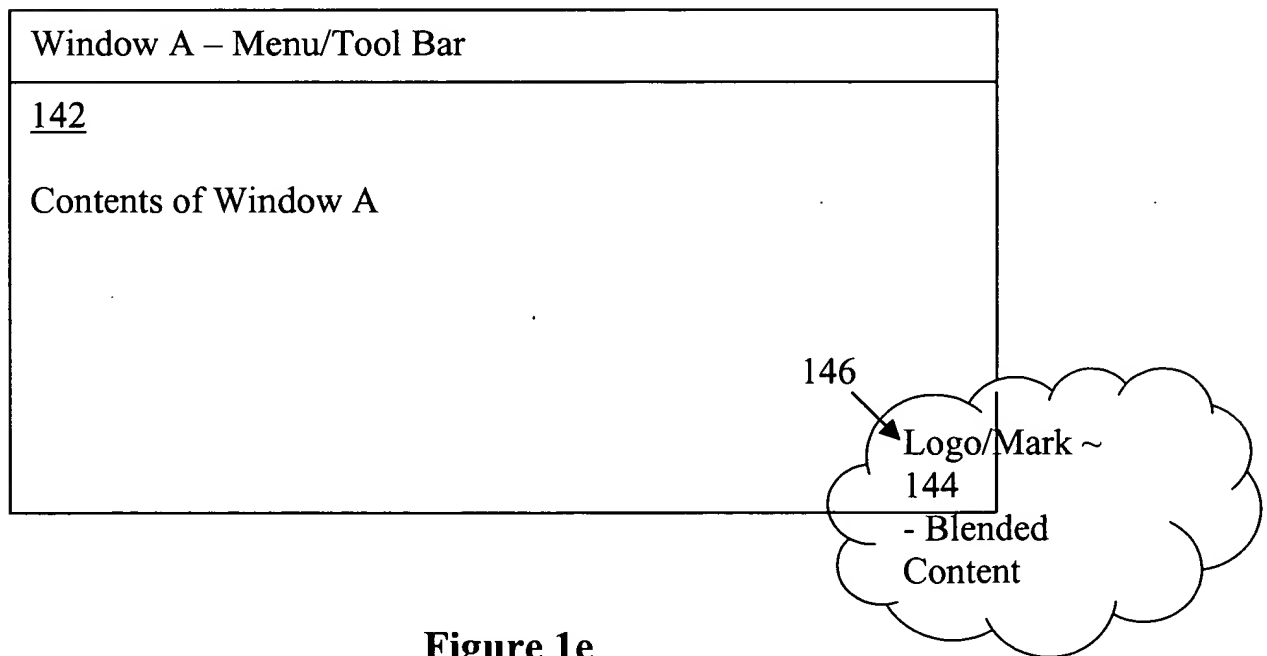 Window A – Menu/Tool Bar
142
Contents of Window A
146
Logo/Mark ~
144
- Blended
Content
Figure 1e